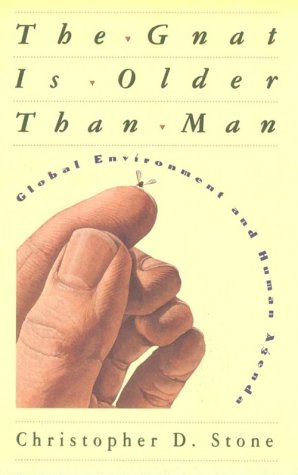 The Gnat
Is Older
Than Man
Global Environment and Human Agenda
Christopher D. Stone